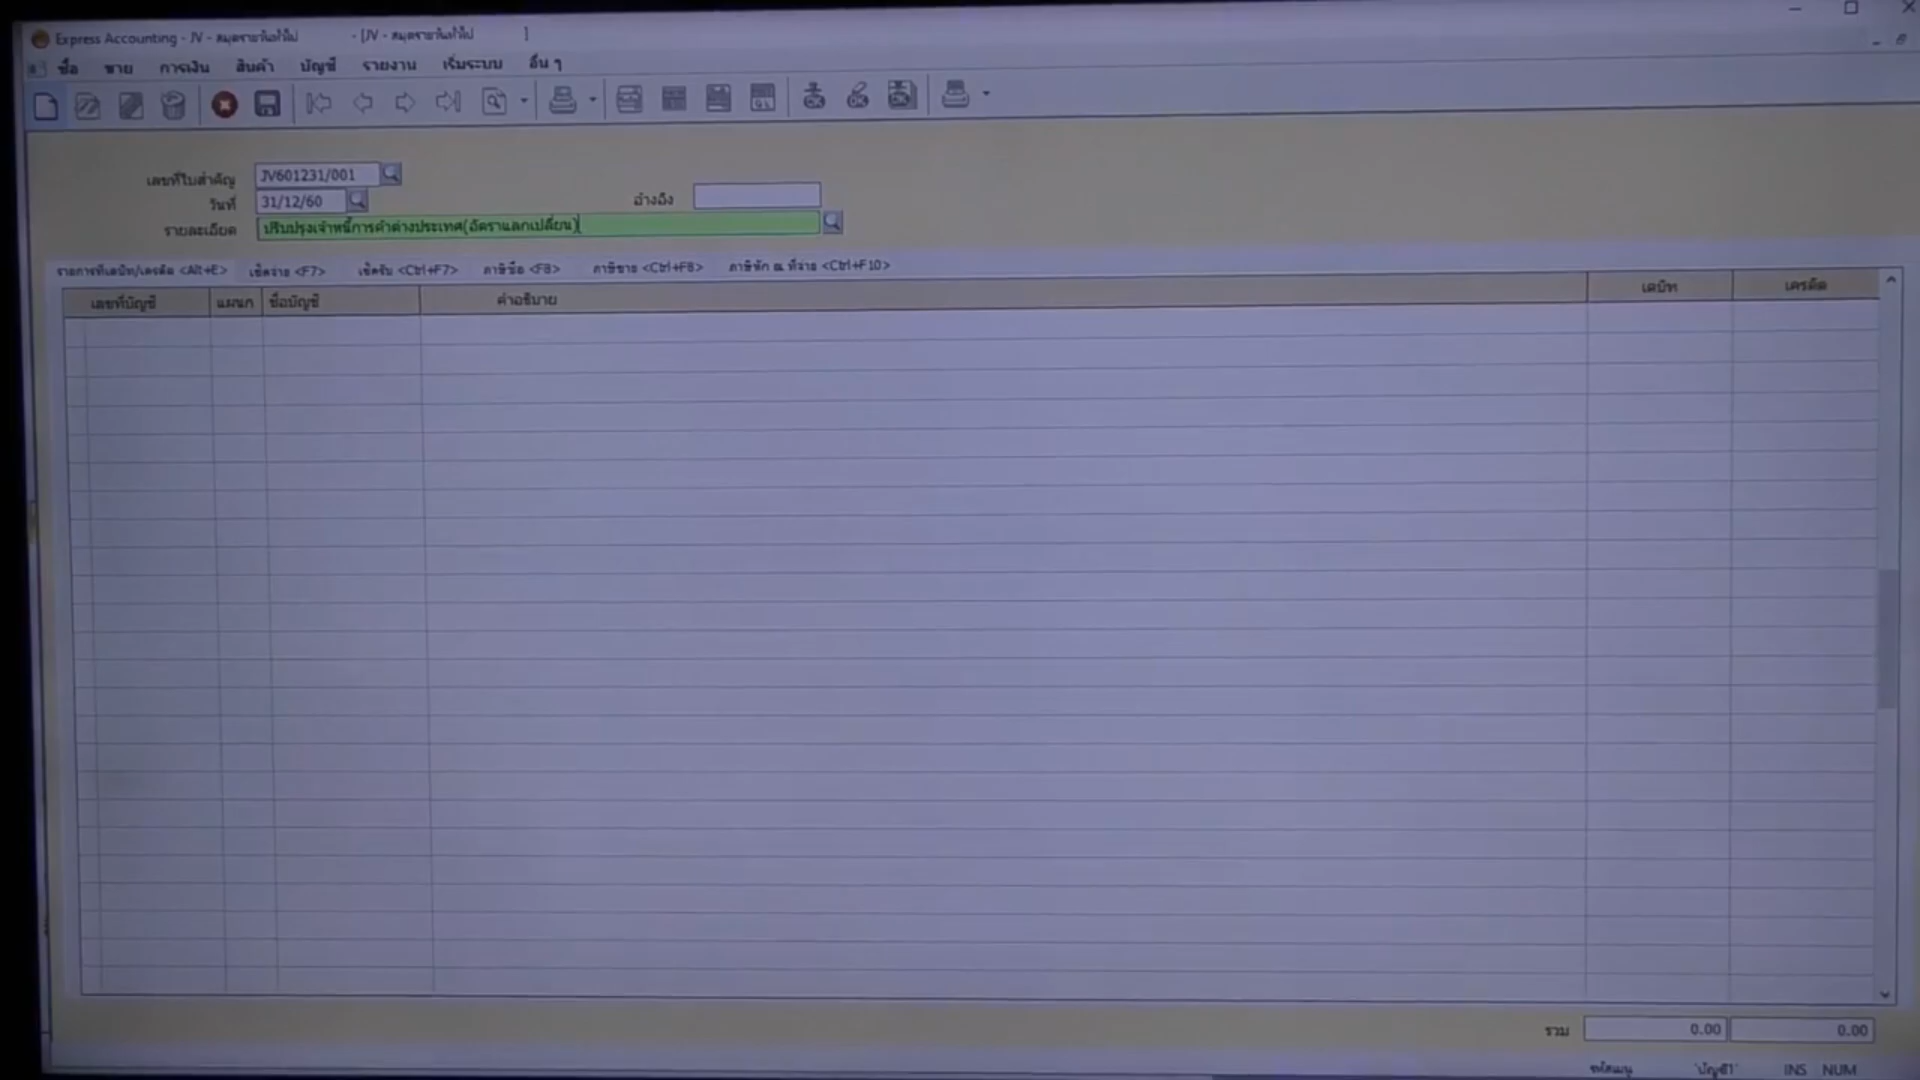 Express Accounting - JV - สมุดรายวันทั่วไป - [JV - สมุดรายวันทั่วไป ]
ซื้อ ขาย การเงิน สินค้า บัญชี รายงาน เริ่มระบบ อื่น ๆ
เลขที่ใบสำคัญ JV601231/001
วันที่ 31/12/60 อ้างอิง
รายละเอียด ปรับปรุงเจ้าหนี้การค้าต่างประเทศ(อัตราแลกเปลี่ยน)
รายการที่เดบิท/เครดิต <Alt+E> เช็คจ่าย <F7> เช็ครับ <Ctrl+F7> ภาษีซื้อ <F8> ภาษีขาย <Ctrl+F8> ภาษีหัก ณ ที่จ่าย <Ctrl+F10>
เลขที่บัญชี แผนก ชื่อบัญชี คำอธิบาย เดบิท เครดิต
รวม 0.00 0.00
INS NUM